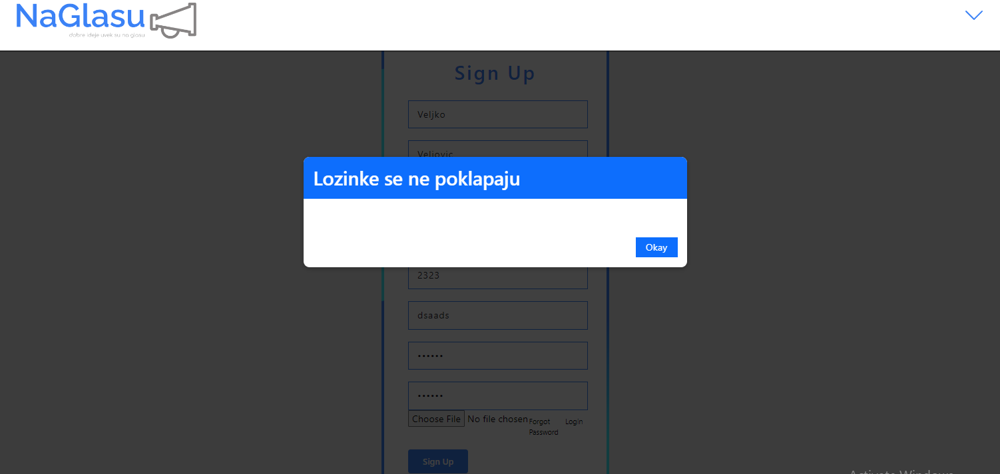 NaGlasu
dobre ideje uvek su na glasu
Sign Up
Veljko
Veljovic
Lozinke se ne poklapaju
Okay
2323
dsaads
••••••
••••••
Choose File No file chosen
Forgot Password
Login
Sign Up
Activate Windows